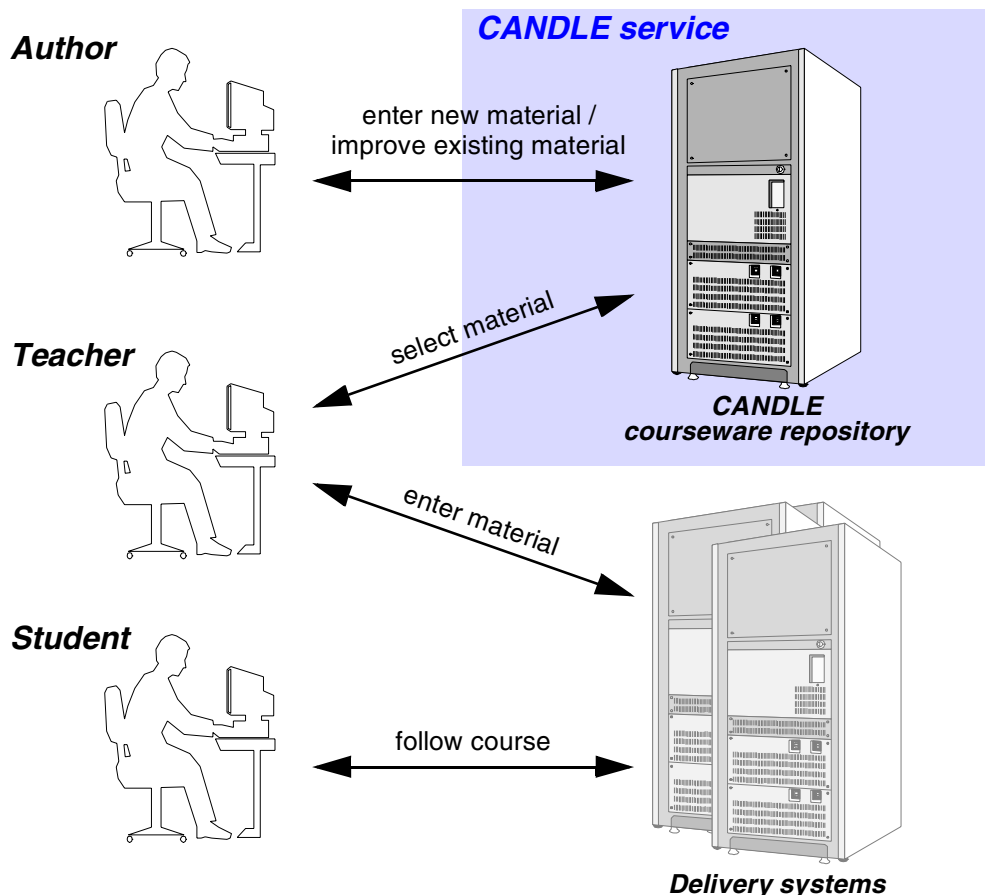 CANDLE service
Author
enter new material /
improve existing material
select material
Teacher
CANDLE
courseware repository
enter material
Student
follow course
Delivery systems